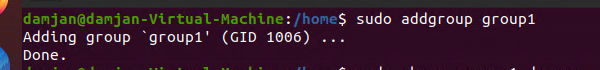 damjan@damjan-Virtual-Machine:/home$ sudo addgroup group1
Adding group `group1' (GID 1006) ...
Done.